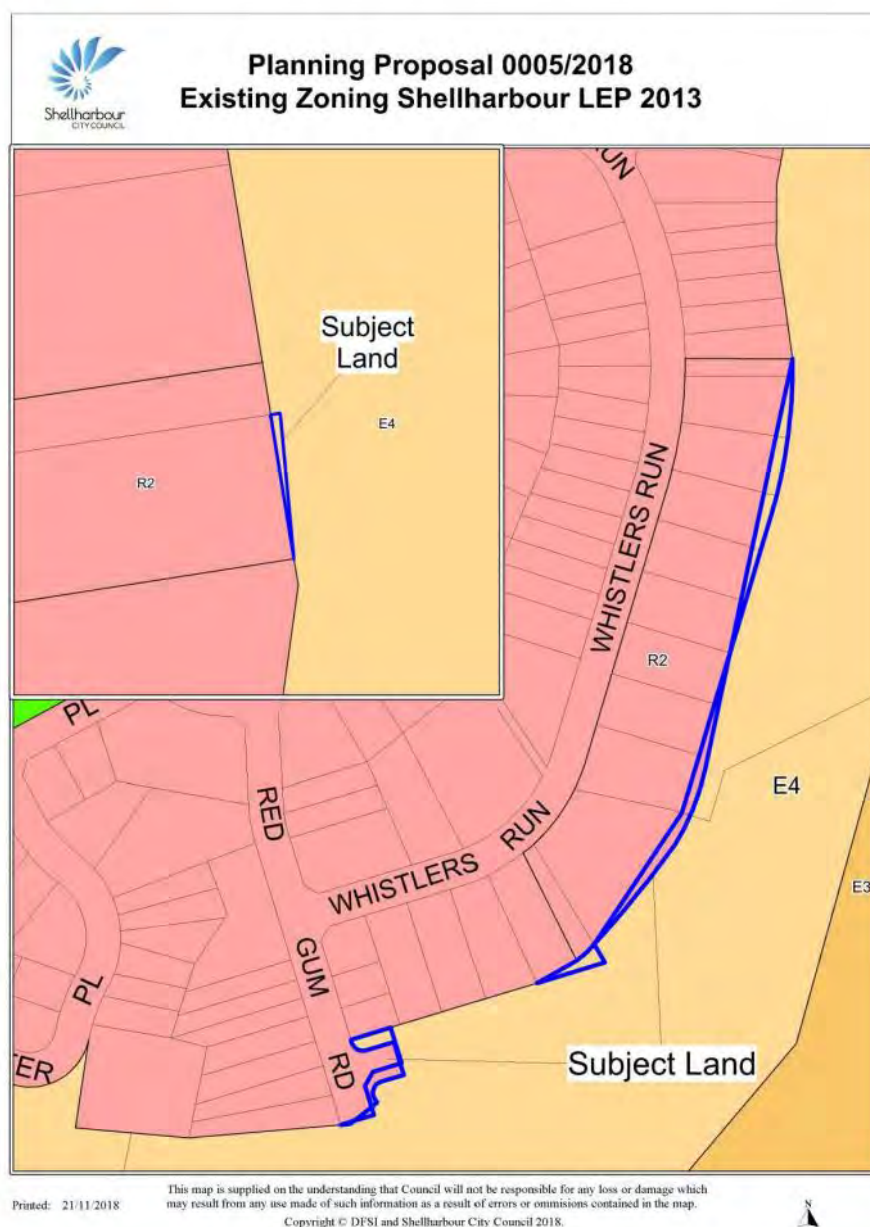 Shellharbour
CITY COUNCIL
Planning Proposal 0005/2018
Existing Zoning Shellharbour LEP 2013
Subject
Land
E4
R2
RUN
WHISTLERS RUN
R2
E4
E3
PL
RED
GUM
RD
WHISTLERS
RUN
PL
TER
Subject Land
Printed: 21/11/2018
This map is supplied on the understanding that Council will not be responsible for any loss or damage which
may result from any use made of such information as a result of errors or ommisions contained in the map.
Copyright © DFSI and Shellharbour City Council 2018.
N